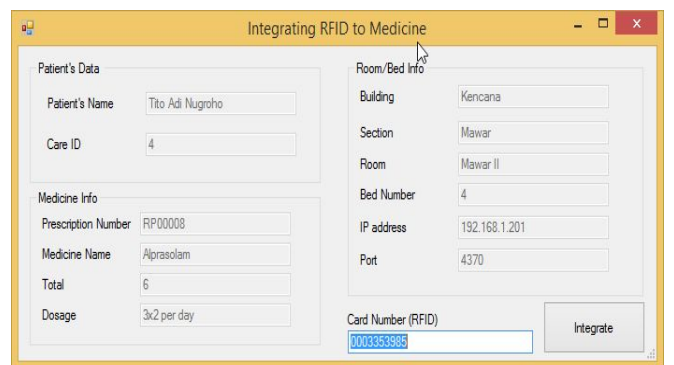 Integrating RFID to Medicine
Patient's Data
Patient's Name Tito Adi Nugroho
Care ID 4
Medicine Info
Prescription Number RP00008
Medicine Name Alprasolam
Total 6
Dosage 3x2 per day
Room/Bed Info
Building Kencana
Section Mawar
Room Mawar II
Bed Number 4
IP address 192.168.1.201
Port 4370
Card Number (RFID)
0003353985
Integrate